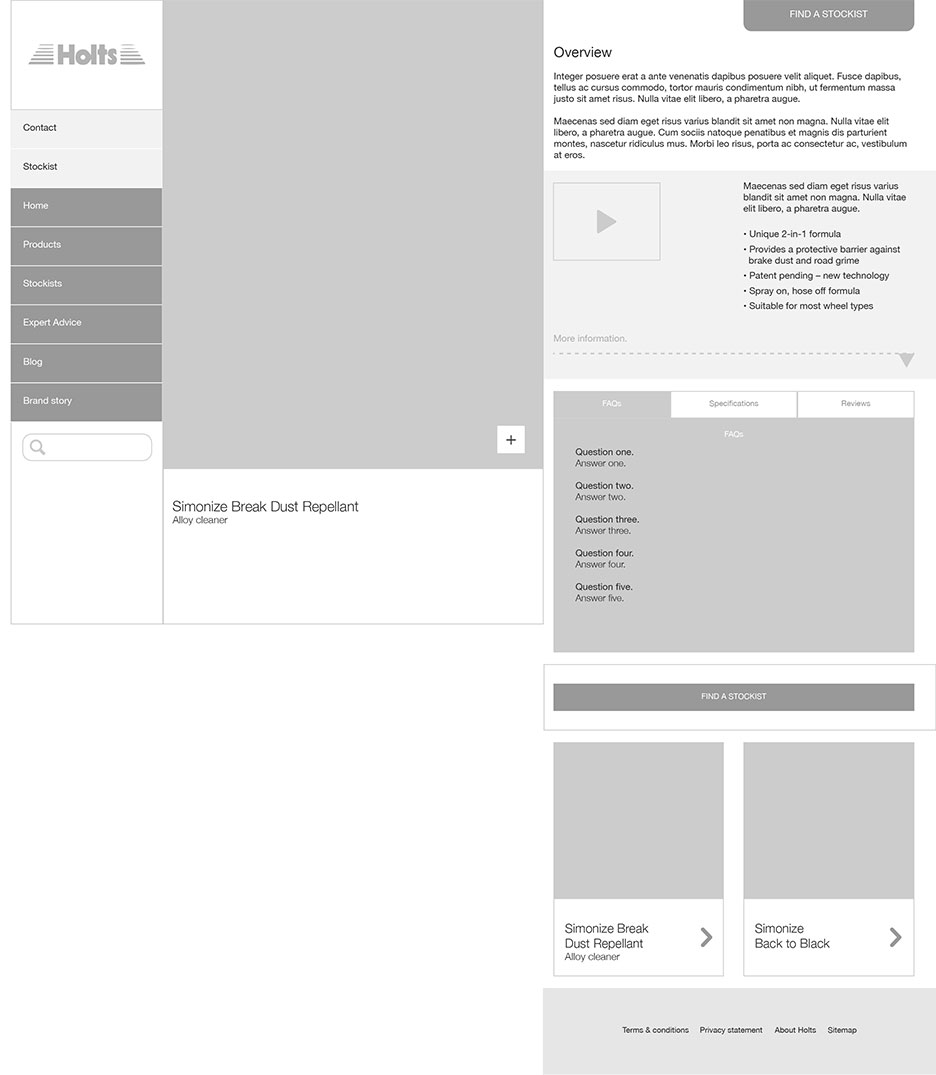 Holts
Contact
Stockist
Home
Products
Stockists
Expert Advice
Blog
Brand story
+
Simonize Break Dust Repellant
Alloy cleaner
FIND A STOCKIST
Overview
Integer posuere erat a ante venenatis dapibus posuere velit aliquet. Fusce dapibus,
tellus ac cursus commodo, tortor mauris condimentum nibh, ut fermentum massa
justo sit amet risus. Nulla vitae elit libero, a pharetra augue.
Maecenas sed diam eget risus varius blandit sit amet non magna. Nulla vitae elit
libero, a pharetra augue. Cum sociis natoque penatibus et magnis dis parturient
montes, nascetur ridiculus mus. Morbi leo risus, porta ac consectetur ac, vestibulum
at eros.
Maecenas sed diam eget risus varius
blandit sit amet non magna. Nulla vitae
elit libero, a pharetra augue.
• Unique 2-in-1 formula
• Provides a protective barrier against
brake dust and road grime
• Patent pending – new technology
• Spray on, hose off formula
• Suitable for most wheel types
More information.
FAQs
Specifications
Reviews
FAQs
Question one.
Answer one.
Question two.
Answer two.
Question three.
Answer three.
Question four.
Answer four.
Question five.
Answer five.
FIND A STOCKIST
Simonize Break
Dust Repellant
Alloy cleaner
Simonize
Back to Black
Terms & conditions
Privacy statement
About Holts
Sitemap